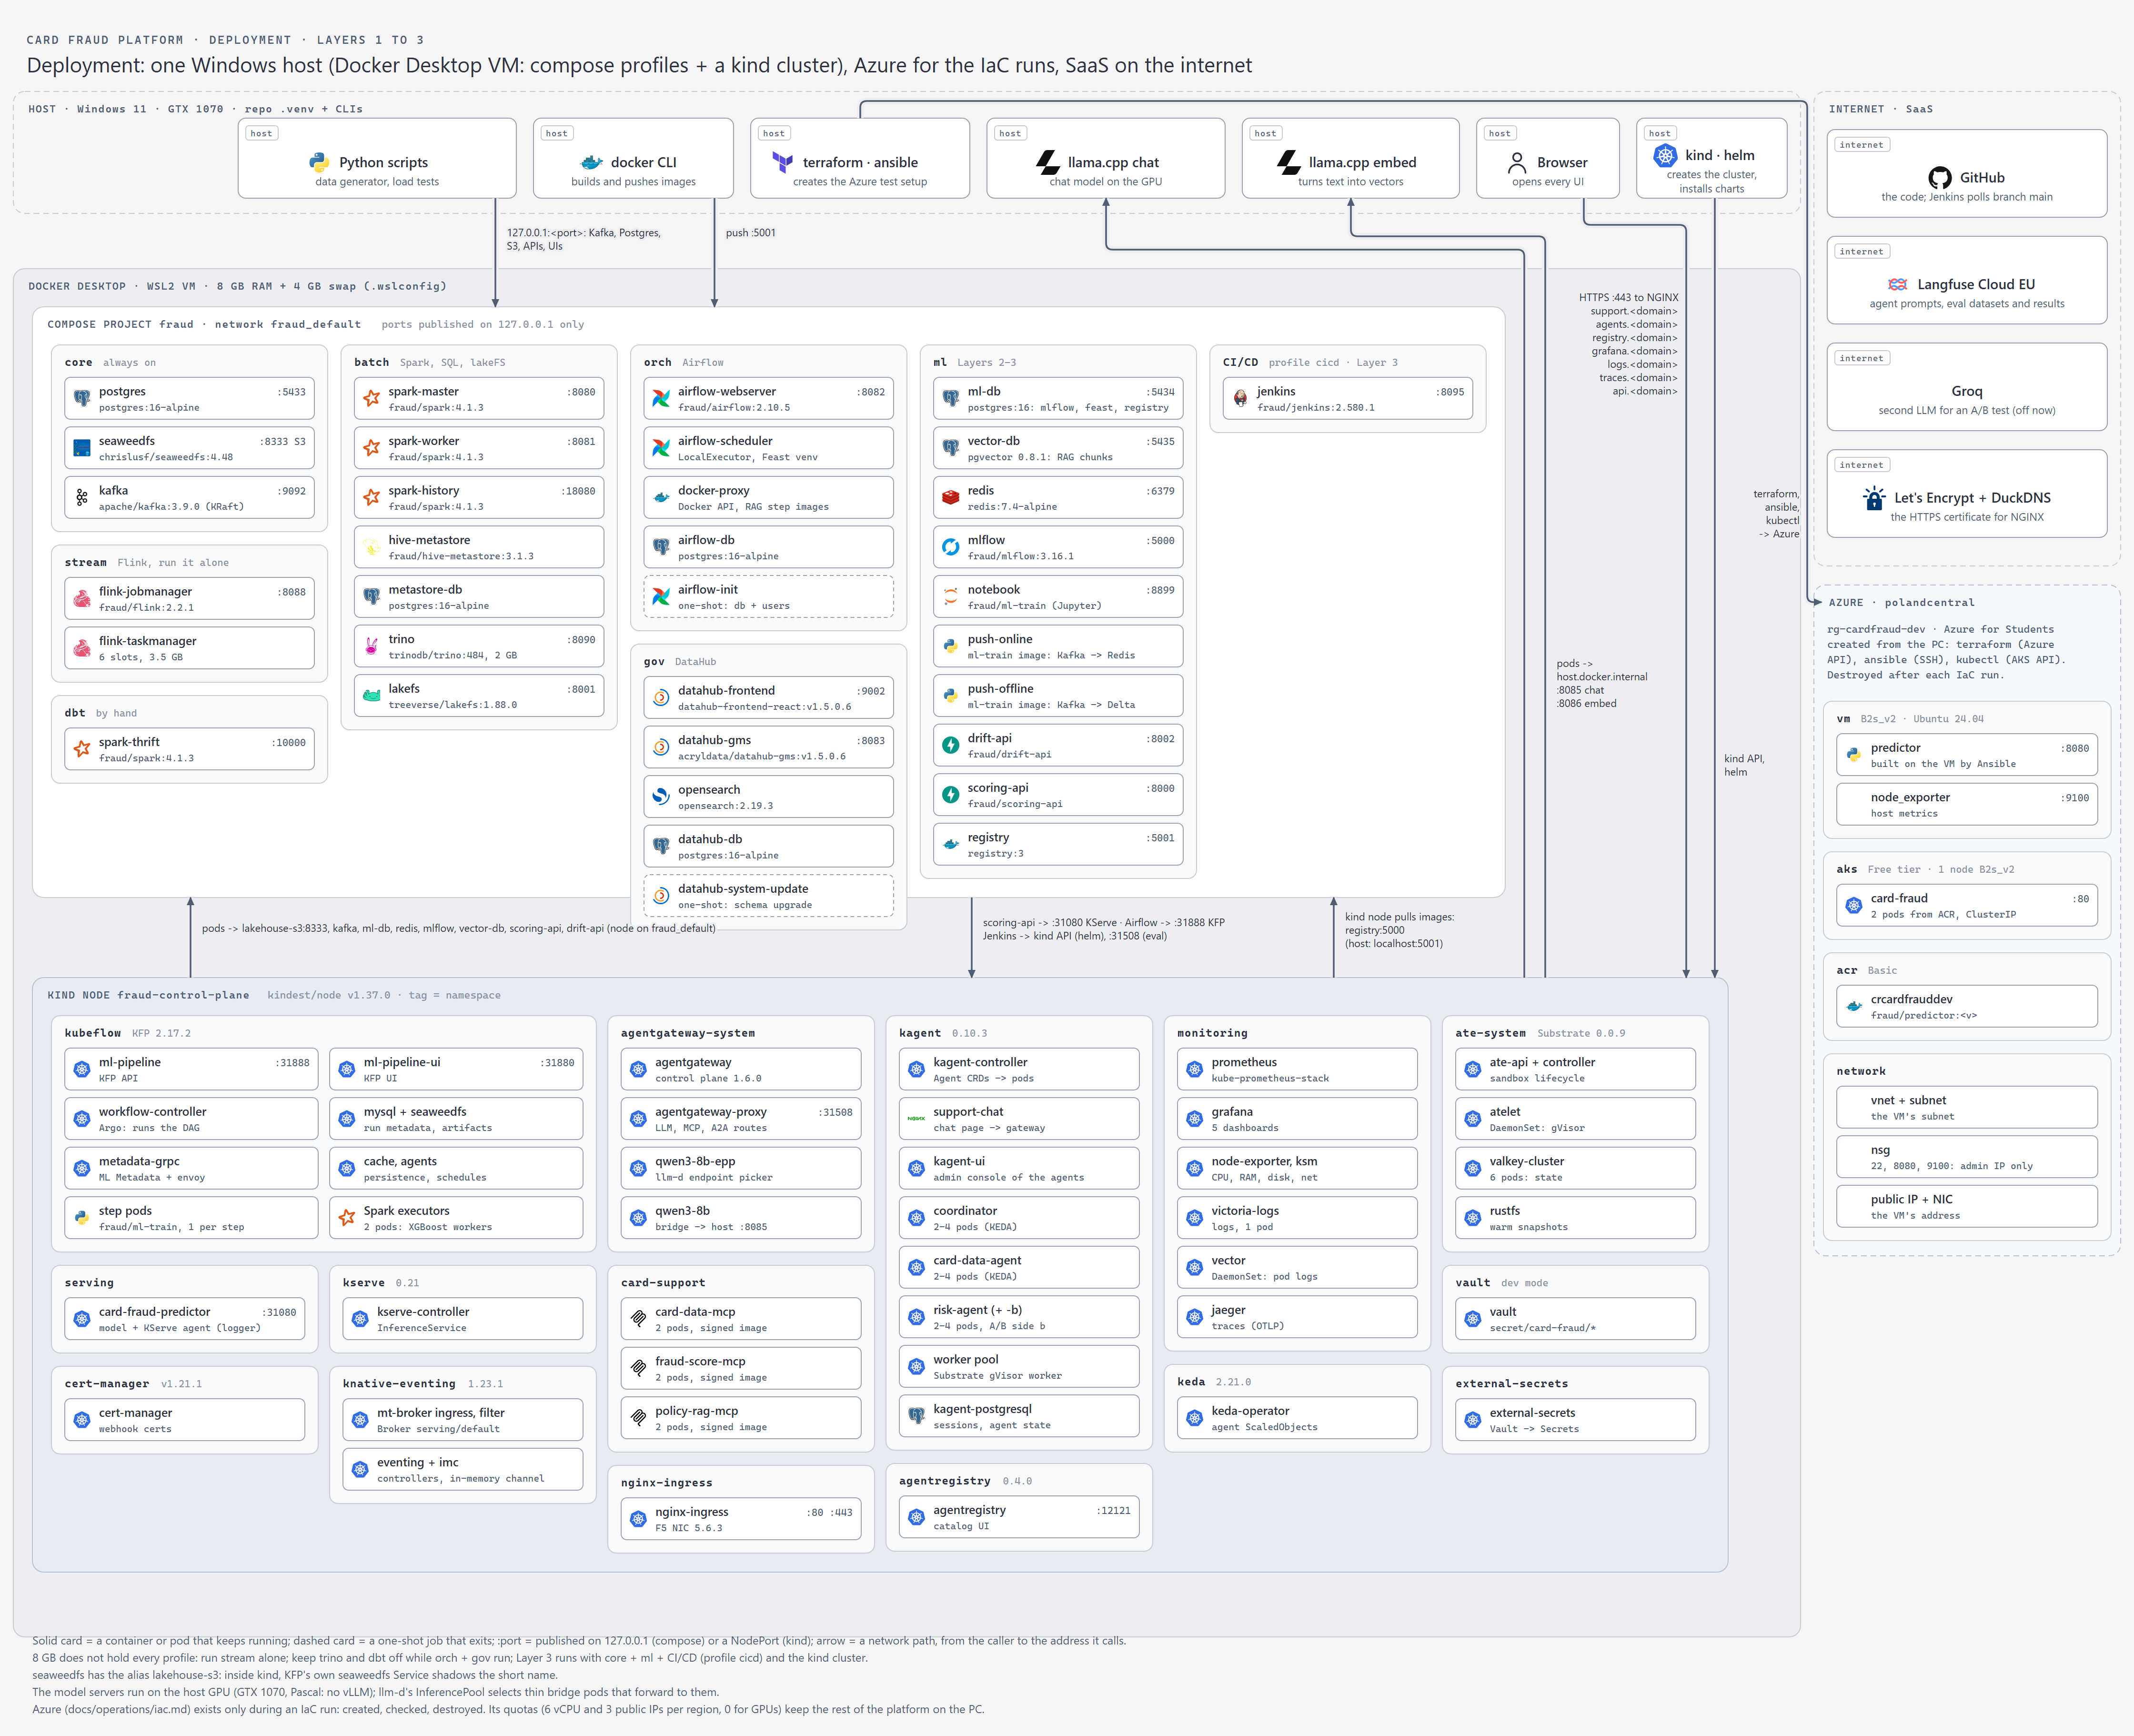 CARD FRAUD PLATFORM · DEPLOYMENT · LAYERS 1 TO 3
Deployment: one Windows host (Docker Desktop VM: compose profiles + a kind cluster), Azure for the IaC runs, SaaS on the internet
HOST · Windows 11 · GTX 1070 · repo .venv + CLIs
host
Python scripts
data generator, load tests
host
docker CLI
builds and pushes images
host
terraform · ansible
creates the Azure test setup
host
llama.cpp chat
chat model on the GPU
host
llama.cpp embed
turns text into vectors
host
Browser
opens every UI
host
kind · helm
creates the cluster,
installs charts
127.0.0.1:<port>: Kafka, Postgres,
S3, APIs, UIs
push :5001
INTERNET · SaaS
internet
GitHub
the code; Jenkins polls branch main
internet
Langfuse Cloud EU
agent prompts, eval datasets and results
internet
Groq
second LLM for an A/B test (off now)
internet
Let's Encrypt + DuckDNS
the HTTPS certificate for NGINX
DOCKER DESKTOP · WSL2 VM · 8 GB RAM + 4 GB swap (.wslconfig)
COMPOSE PROJECT fraud · network fraud_default ports published on 127.0.0.1 only
core always on
postgres :5433
postgres:16-alpine
seaweedfs :8333 S3
chrislusf/seaweedfs:4.48
kafka :9092
apache/kafka:3.9.0 (KRaft)
stream Flink, run it alone
flink-jobmanager :8088
fraud/flink:2.2.1
flink-taskmanager
6 slots, 3.5 GB
dbt by hand
spark-thrift :10000
fraud/spark:4.1.3
batch Spark, SQL, lakeFS
spark-master :8080
fraud/spark:4.1.3
spark-worker :8081
fraud/spark:4.1.3
spark-history :18080
fraud/spark:4.1.3
hive-metastore
fraud/hive-metastore:3.1.3
metastore-db
postgres:16-alpine
trino :8090
trinodb/trino:484, 2 GB
lakefs :8001
treeverse/lakefs:1.88.0
orch Airflow
airflow-webserver :8082
fraud/airflow:2.10.5
airflow-scheduler
LocalExecutor, Feast venv
docker-proxy
Docker API, RAG step images
airflow-db
postgres:16-alpine
airflow-init
one-shot: db + users
gov DataHub
datahub-frontend :9002
datahub-frontend-react:v1.5.0.6
datahub-gms :8083
acryldata/datahub-gms:v1.5.0.6
opensearch
opensearch:2.19.3
datahub-db
postgres:16-alpine
datahub-system-update
one-shot: schema upgrade
ml Layers 2-3
ml-db :5434
postgres:16: mlflow, feast, registry
vector-db :5435
pgvector 0.8.1: RAG chunks
redis :6379
redis:7.4-alpine
mlflow :5000
fraud/mlflow:3.16.1
notebook :8899
fraud/ml-train (Jupyter)
push-online
ml-train image: Kafka -> Redis
push-offline
ml-train image: Kafka -> Delta
drift-api :8002
fraud/drift-api
scoring-api :8000
fraud/scoring-api
registry :5001
registry:3
CI/CD profile cicd · Layer 3
jenkins :8095
fraud/jenkins:2.580.1
HTTPS :443 to NGINX
support.<domain>
agents.<domain>
registry.<domain>
grafana.<domain>
logs.<domain>
traces.<domain>
api.<domain>
terraform,
ansible,
kubectl
-> Azure
pods ->
host.docker.internal
:8085 chat
:8086 embed
kind API,
helm
AZURE · polandcentral
rg-cardfraud-dev · Azure for Students
created from the PC: terraform (Azure
API), ansible (SSH), kubectl (AKS API).
Destroyed after each IaC run.
vm B2s_v2 · Ubuntu 24.04
predictor :8080
built on the VM by Ansible
node_exporter :9100
host metrics
aks Free tier · 1 node B2s_v2
card-fraud :80
2 pods from ACR, ClusterIP
acr Basic
crcardfrauddev
fraud/predictor:<v>
network
vnet + subnet
the VM's subnet
nsg
22, 8080, 9100: admin IP only
public IP + NIC
the VM's address
pods -> lakehouse-s3:8333, kafka, ml-db, redis, mlflow, vector-db, scoring-api, drift-api (node on fraud_default)
scoring-api -> :31080 KServe · Airflow -> :31888 KFP
Jenkins -> kind API (helm), :31508 (eval)
kind node pulls images:
registry:5000
(host: localhost:5001)
KIND NODE fraud-control-plane kindest/node v1.37.0 · tag = namespace
kubeflow KFP 2.17.2
ml-pipeline :31888
KFP API
ml-pipeline-ui :31880
KFP UI
workflow-controller
Argo: runs the DAG
mysql + seaweedfs
run metadata, artifacts
metadata-grpc
ML Metadata + envoy
cache, agents
persistence, schedules
step pods
fraud/ml-train, 1 per step
Spark executors
2 pods: XGBoost workers
serving
card-fraud-predictor :31080
model + KServe agent (logger)
kserve 0.21
kserve-controller
InferenceService
cert-manager v1.21.1
cert-manager
webhook certs
knative-eventing 1.23.1
mt-broker ingress, filter
Broker serving/default
eventing + imc
controllers, in-memory channel
agentgateway-system
agentgateway
control plane 1.6.0
agentgateway-proxy :31508
LLM, MCP, A2A routes
qwen3-8b-epp
llm-d endpoint picker
qwen3-8b
bridge -> host :8085
card-support
card-data-mcp
2 pods, signed image
fraud-score-mcp
2 pods, signed image
policy-rag-mcp
2 pods, signed image
nginx-ingress
nginx-ingress :80 :443
F5 NIC 5.6.3
kagent 0.10.3
kagent-controller
Agent CRDs -> pods
NGINX
support-chat
chat page -> gateway
kagent-ui
admin console of the agents
coordinator
2-4 pods (KEDA)
card-data-agent
2-4 pods (KEDA)
risk-agent (+ -b)
2-4 pods, A/B side b
worker pool
Substrate gVisor worker
kagent-postgresql
sessions, agent state
agentregistry 0.4.0
agentregistry :12121
catalog UI
monitoring
prometheus
kube-prometheus-stack
grafana
5 dashboards
node-exporter, ksm
CPU, RAM, disk, net
victoria-logs
logs, 1 pod
vector
DaemonSet: pod logs
jaeger
traces (OTLP)
keda 2.21.0
keda-operator
agent ScaledObjects
ate-system Substrate 0.0.9
ate-api + controller
sandbox lifecycle
atelet
DaemonSet: gVisor
valkey-cluster
6 pods: state
rustfs
warm snapshots
vault dev mode
vault
secret/card-fraud/*
external-secrets
external-secrets
Vault -> Secrets
Solid card = a container or pod that keeps running; dashed card = a one-shot job that exits; :port = published on 127.0.0.1 (compose) or a NodePort (kind); arrow = a network path, from the caller to the address it calls.
8 GB does not hold every profile: run stream alone; keep trino and dbt off while orch + gov run; Layer 3 runs with core + ml + CI/CD (profile cicd) and the kind cluster.
seaweedfs has the alias lakehouse-s3: inside kind, KFP's own seaweedfs Service shadows the short name.
The model servers run on the host GPU (GTX 1070, Pascal: no vLLM); llm-d's InferencePool selects thin bridge pods that forward to them.
Azure (docs/operations/iac.md) exists only during an IaC run: created, checked, destroyed. Its quotas (6 vCPU and 3 public IPs per region, 0 for GPUs) keep the rest of the platform on the PC.